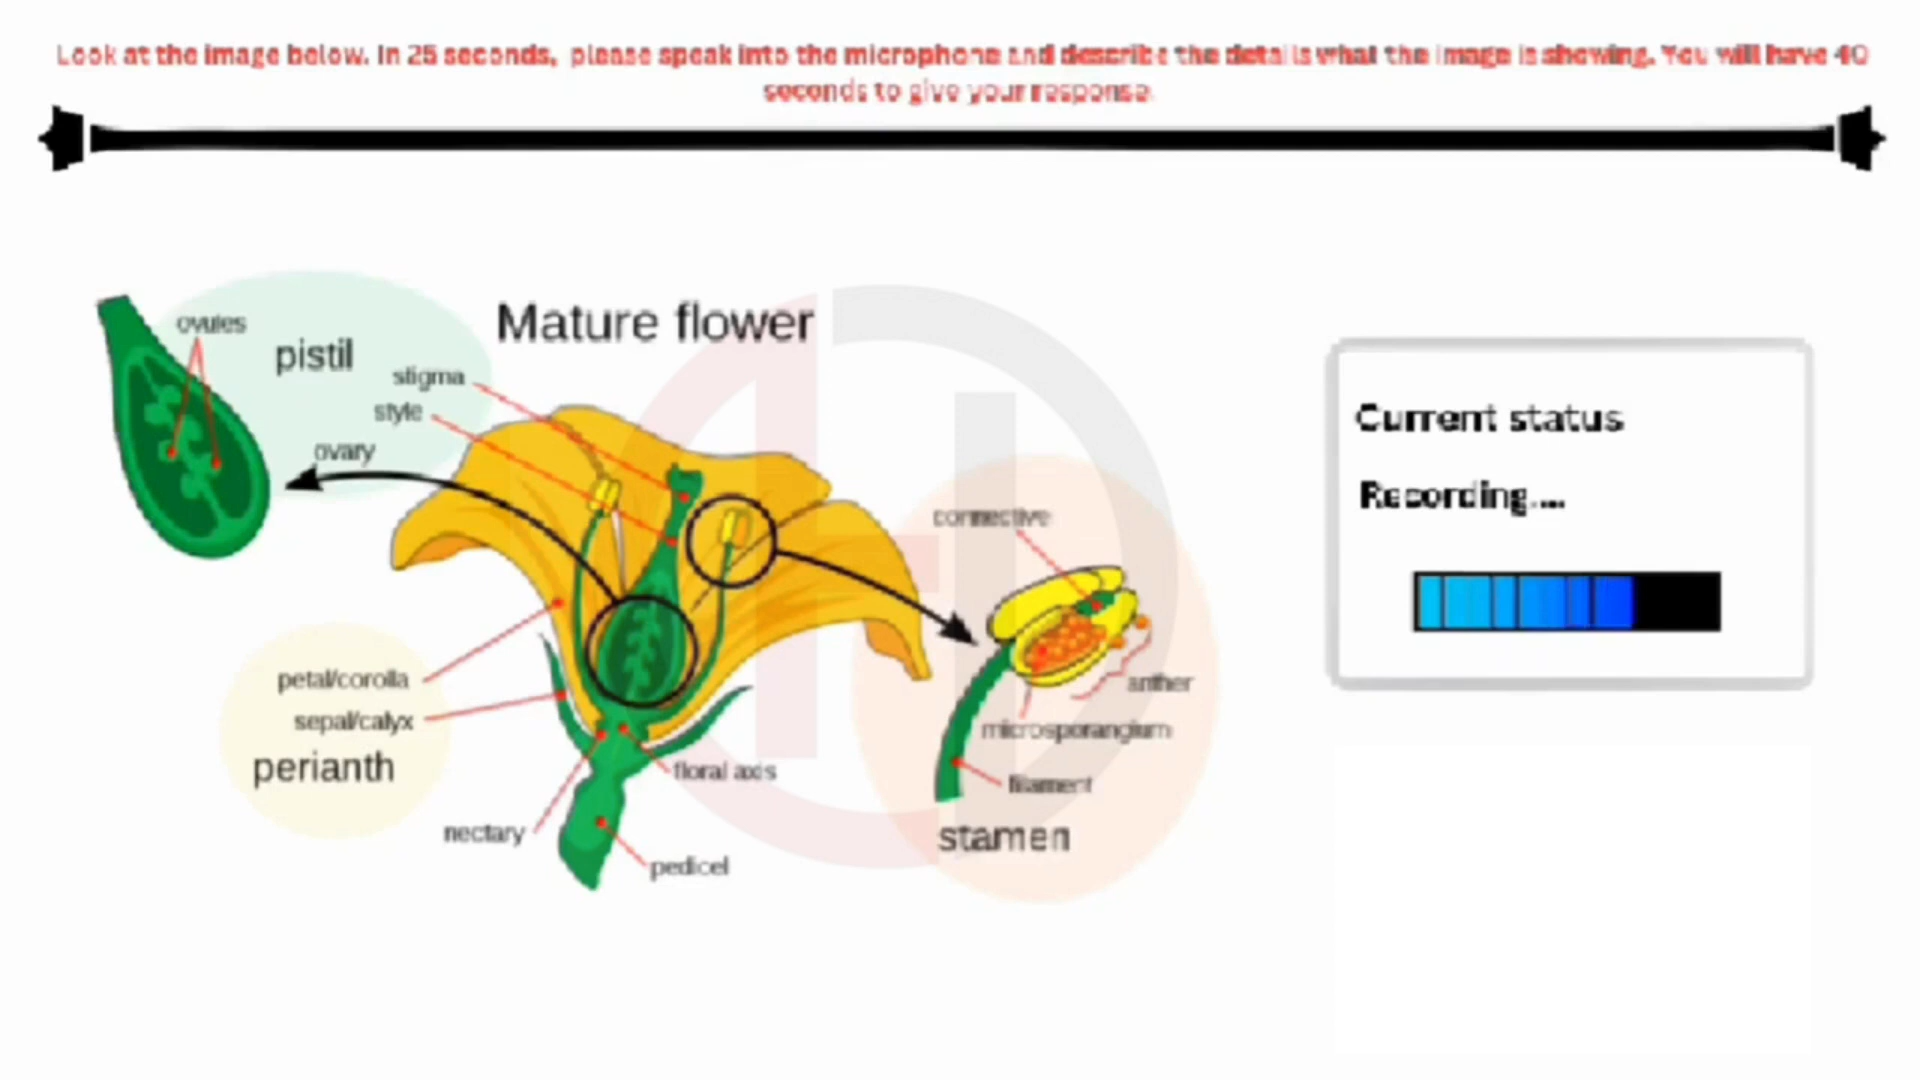 Look at the image below. In 25 seconds, please speak into the microphone and describe the details what the image is showing. You will have 40
seconds to give your response.
Mature flower
ovules
pistil
stigma
style
ovary
Current status
Recording....
connective
petal/corolla
anther
sepal/calyx
microsporangium
perianth
floral axis
filament
nectary
stamen
pedicel